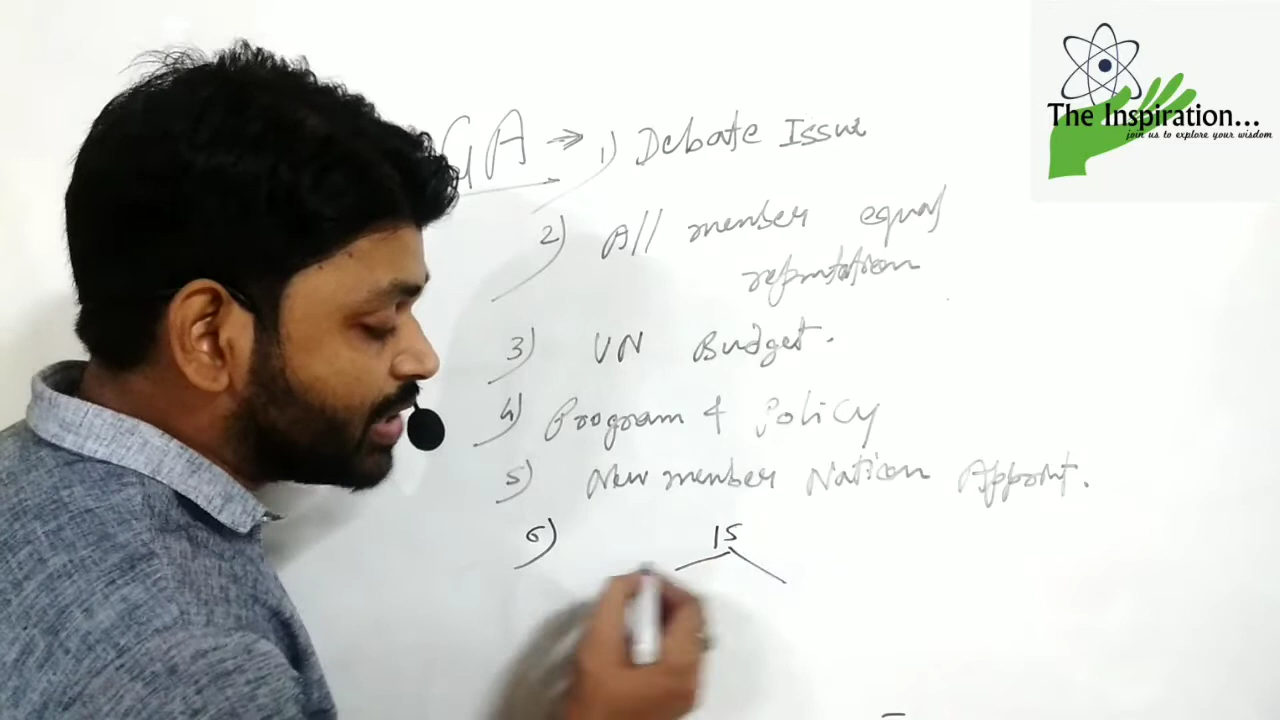 GA → 1) Debate Issue
2) All member equal
3) UN Budget.
4) Program & Policy
5) New member Nation Appoint.
6) 15
The Inspiration...
join us to explore your wisdom